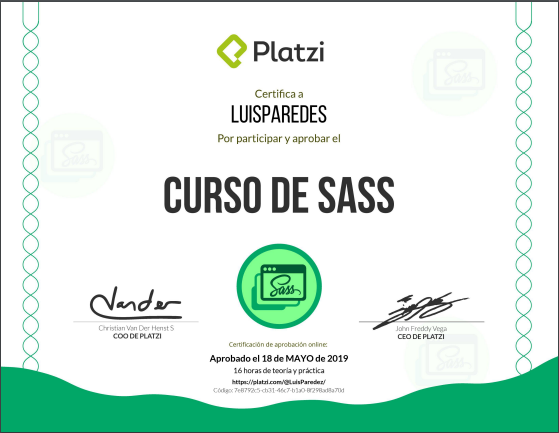 Platzi
Certifica a
LUISPAREDES
Por participar y aprobar el
CURSO DE SASS
Sass
Christian Van Der Henst S
COO DE PLATZI
John Freddy Vega
CEO DE PLATZI
Certificación de aprobación online:
Aprobado el 18 de MAYO de 2019
16 horas de teoría y práctica
https://platzi.com/@LuisParedez/
Código: 7e8792c5-cb31-46c7-b1a0-8f298ad8a70d